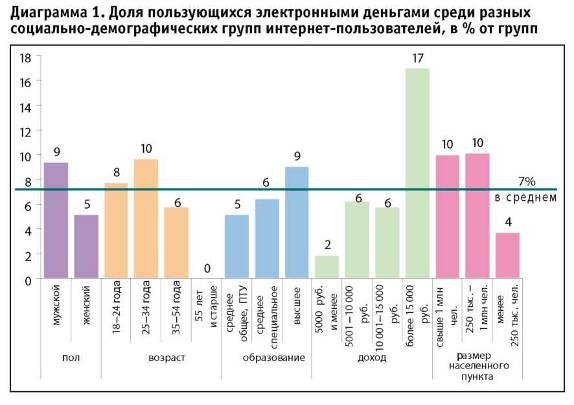 Диаграмма 1. Доля пользующихся электронными деньгами среди разных
социально-демографических групп интернет-пользователей, в % от групп
18
16
14
12
10
8
6
4
2
0
9
5
8
10
6
0
5
6
9
2
6
6
17
10
10
4
7%
в среднем
мужской
женский
18–24 года
25–34 года
35–54 года
55 лет
и старше
среднее
общее, ПТУ
среднее
специальное
высшее
5000 руб.
и менее
5001–10 000
руб.
10 001–15 000
руб.
более 15 000
руб.
свыше 1 млн
чел.
250 тыс. –
1 млн чел.
менее
250 тыс. чел.
пол
возраст
образование
доход
размер
населенного
пункта